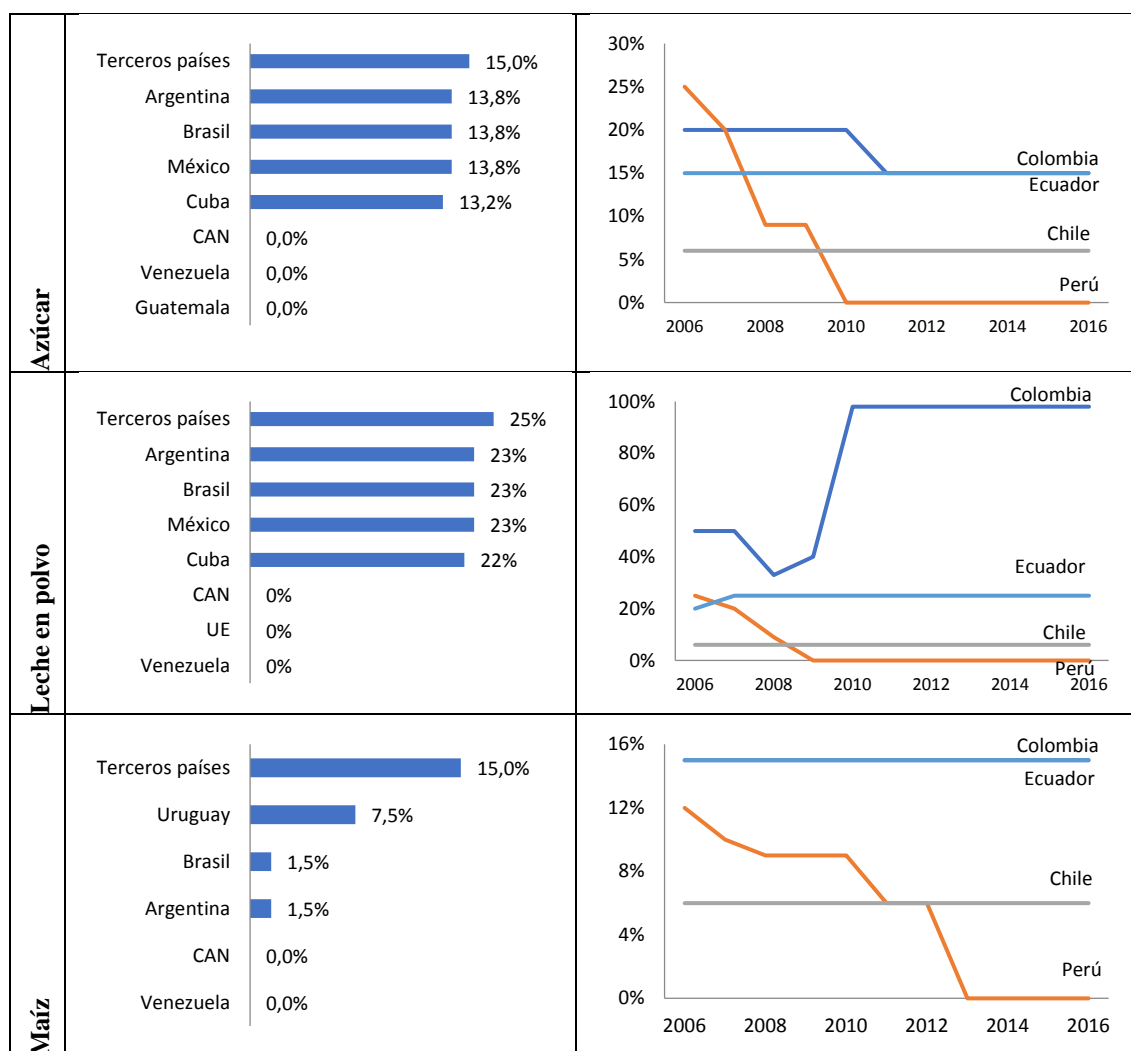 Azúcar
Terceros países 15,0%
Argentina 13,8%
Brasil 13,8%
México 13,8%
Cuba 13,2%
CAN 0,0%
Venezuela 0,0%
Guatemala 0,0%
30%
25%
20%
15%
10%
5%
0%
Colombia
Ecuador
Chile
Perú
2006 2008 2010 2012 2014 2016
Leche en polvo
Terceros países 25%
Argentina 23%
Brasil 23%
México 23%
Cuba 22%
CAN 0%
UE 0%
Venezuela 0%
100%
80%
60%
40%
20%
0%
Colombia
Ecuador
Chile
Perú
2006 2008 2010 2012 2014 2016
Maíz
Terceros países 15,0%
Uruguay 7,5%
Brasil 1,5%
Argentina 1,5%
CAN 0,0%
Venezuela 0,0%
16%
12%
8%
4%
0%
Colombia
Ecuador
Chile
Perú
2006 2008 2010 2012 2014 2016